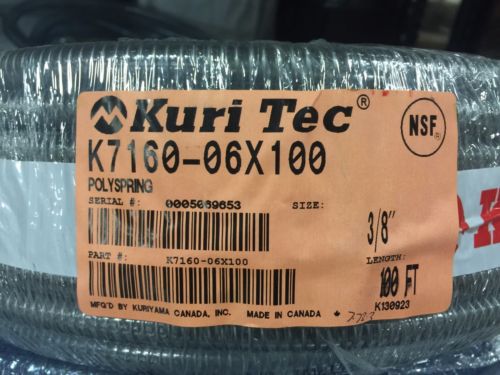 Kuri Tec®
NSF®
K7160-06X100
POLYSPRING
SERIAL #: 0005069653 SIZE: 3/8"
PART #: K7160-06X100 LENGTH: 100 FT
K130923
MFG'D BY KURIYAMA CANADA, INC. MADE IN CANADA